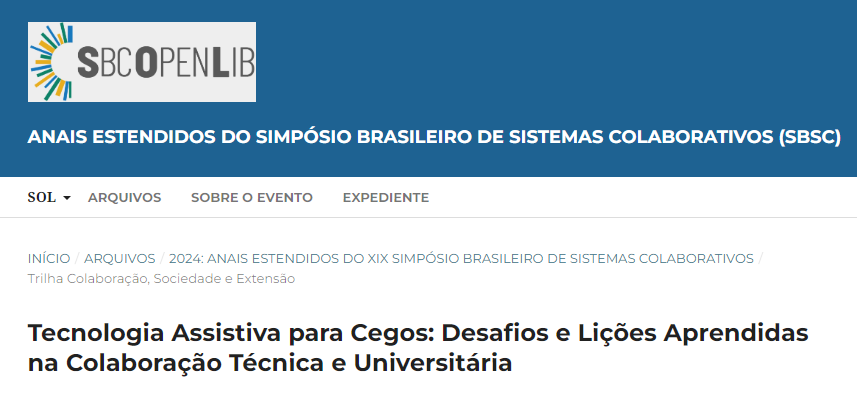 SBCOPENLIB
ANAIS ESTENDIDOS DO SIMPÓSIO BRASILEIRO DE SISTEMAS COLABORATIVOS (SBSC)
SOL ARQUIVOS SOBRE O EVENTO EXPEDIENTE
INÍCIO / ARQUIVOS / 2024: ANAIS ESTENDIDOS DO XIX SIMPÓSIO BRASILEIRO DE SISTEMAS COLABORATIVOS /
Trilha Colaboração, Sociedade e Extensão
Tecnologia Assistiva para Cegos: Desafios e Lições Aprendidas
na Colaboração Técnica e Universitária